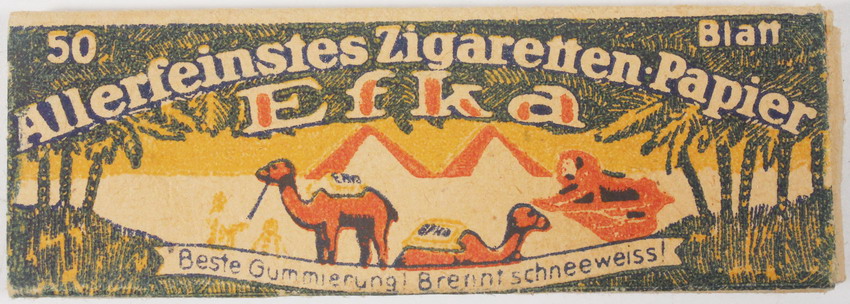 50 Blatt
Allerfeinstes Zigaretten-Papier
Efka
Efka
Efka
Beste Gummierung! Brennt schneeweiss!